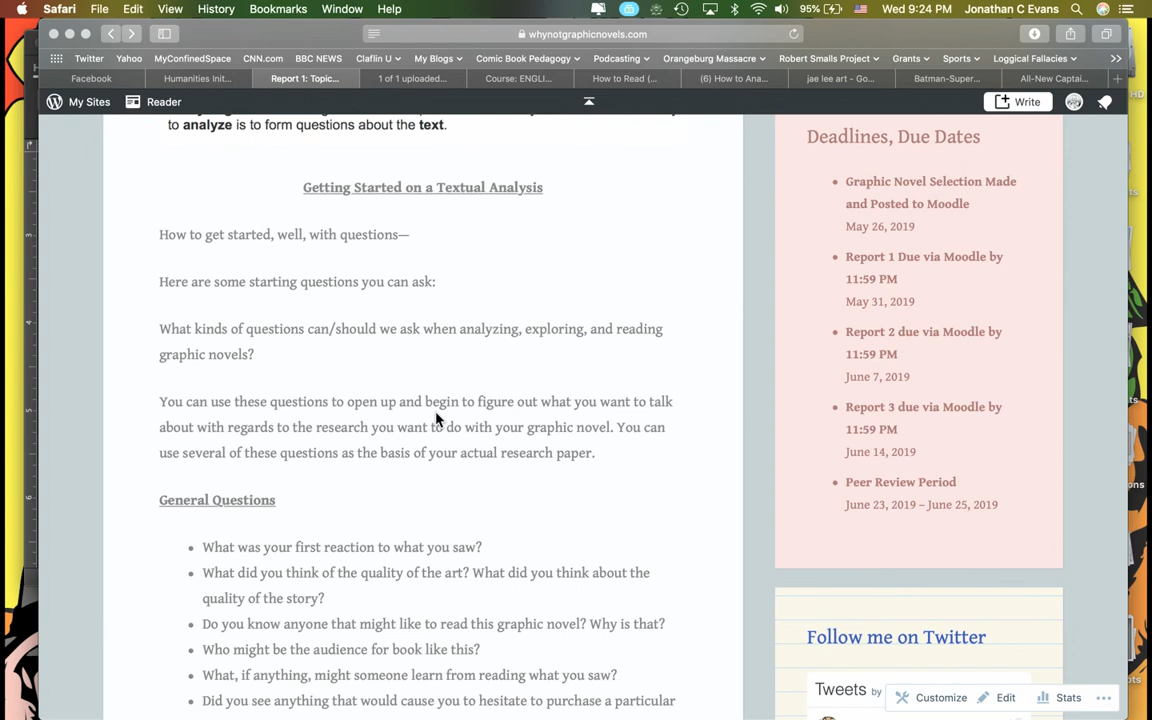 Safari File Edit View History Bookmarks Window Help 95% Wed 9:24 PM Jonathan C Evans
whynotgraphicnovels.com
Twitter Yahoo MyConfinedSpace CNN.com BBC NEWS Claflin U My Blogs Comic Book Pedagogy Podcasting Orangeburg Massacre Robert Smalls Project Grants Sports Loggical Fallacies
Facebook Humanities Init... Report 1: Topic... 1 of 1 uploaded... Course: ENGLI... How to Read (... (6) How to Ana... jae lee art - Go... Batman-Super... All-New Captai...
My Sites Reader Write
to analyze is to form questions about the text.
Getting Started on a Textual Analysis
How to get started, well, with questions—
Here are some starting questions you can ask:
What kinds of questions can/should we ask when analyzing, exploring, and reading
graphic novels?
You can use these questions to open up and begin to figure out what you want to talk
about with regards to the research you want to do with your graphic novel. You can
use several of these questions as the basis of your actual research paper.
General Questions
What was your first reaction to what you saw?
What did you think of the quality of the art? What did you think about the
quality of the story?
Do you know anyone that might like to read this graphic novel? Why is that?
Who might be the audience for book like this?
What, if anything, might someone learn from reading what you saw?
Did you see anything that would cause you to hesitate to purchase a particular
Deadlines, Due Dates
Graphic Novel Selection Made
and Posted to Moodle
May 26, 2019
Report 1 Due via Moodle by
11:59 PM
May 31, 2019
Report 2 due via Moodle by
11:59 PM
June 7, 2019
Report 3 due via Moodle by
11:59 PM
June 14, 2019
Peer Review Period
June 23, 2019 – June 25, 2019
Follow me on Twitter
Tweets by
Customize Edit Stats
HD